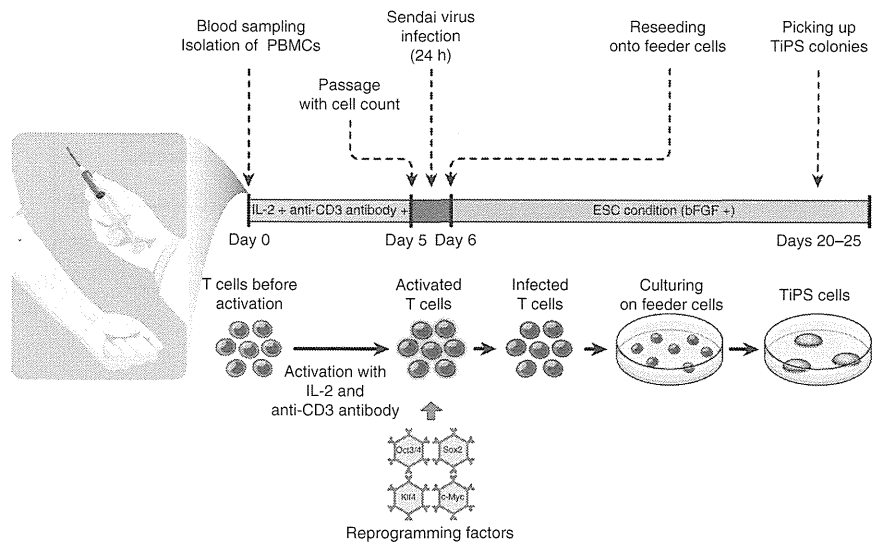 Blood sampling
Isolation of PBMCs
Sendai virus
infection
(24 h)
Reseeding
onto feeder cells
Picking up
TiPS colonies
Passage
with cell count
IL-2 + anti-CD3 antibody +
ESC condition (bFGF +)
Day 0
Day 5
Day 6
Days 20–25
T cells before
activation
Activated
T cells
Infected
T cells
Culturing
on feeder cells
TiPS cells
Activation with
IL-2 and
anti-CD3 antibody
Oct3/4
Sox2
Klf4
c-Myc
Reprogramming factors